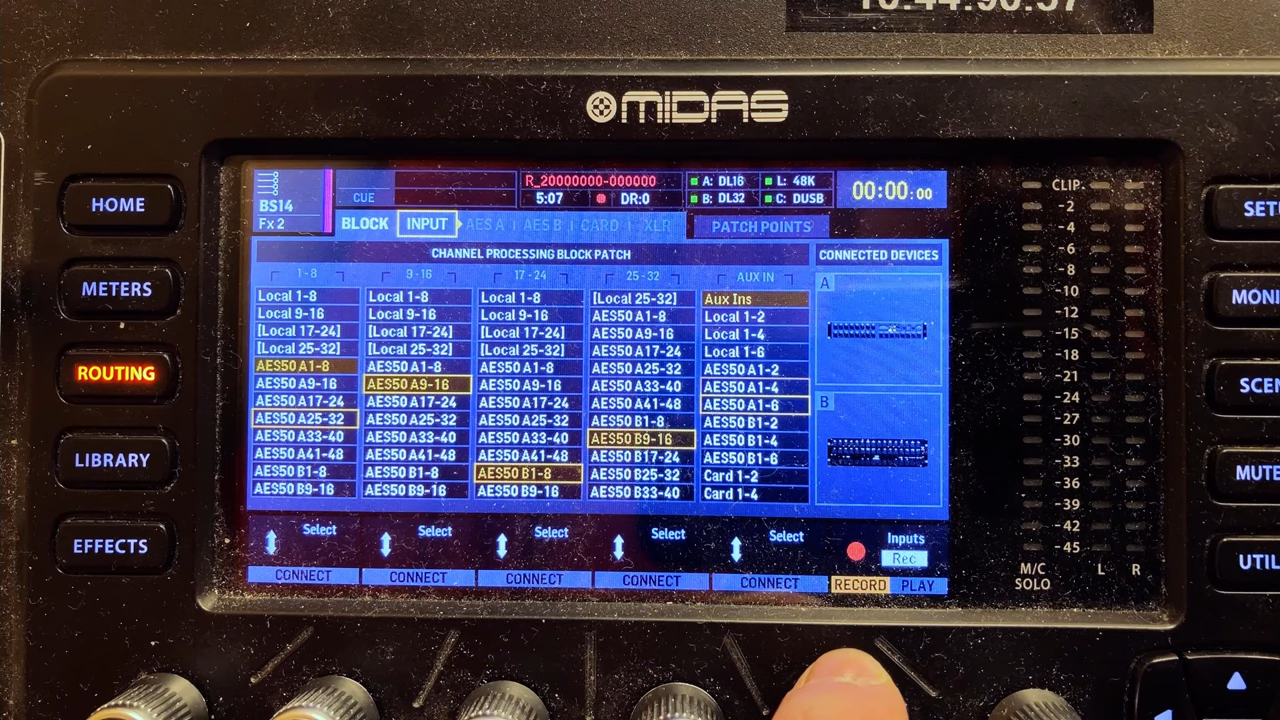 10.44.90.57
MIDAS
HOME
METERS
ROUTING
LIBRARY
EFFECTS
BS14
Fx 2
CUE
R_20000000-000000
5:07 DR:0
A: DL16 L: 48K
B: DL32 C: DUSB
00:00:00
BLOCK INPUT AES A AES B CARD XLR PATCH POINTS
CHANNEL PROCESSING BLOCK PATCH CONNECTED DEVICES
1-8 9-16 17-24 25-32 AUX IN A
Local 1-8 Local 1-8 Local 1-8 [Local 25-32] Aux Ins
Local 9-16 Local 9-16 Local 9-16 AES50 A1-8 Local 1-2
[Local 17-24] [Local 17-24] [Local 17-24] AES50 A9-16 Local 1-4
[Local 25-32] [Local 25-32] [Local 25-32] AES50 A17-24 Local 1-6
AES50 A1-8 AES50 A1-8 AES50 A1-8 AES50 A25-32 AES50 A1-2
AES50 A9-16 AES50 A9-16 AES50 A9-16 AES50 A33-40 AES50 A1-4
AES50 A17-24 AES50 A17-24 AES50 A17-24 AES50 A41-48 AES50 A1-6 B
AES50 A25-32 AES50 A25-32 AES50 A25-32 AES50 B1-8 AES50 B1-2
AES50 A33-40 AES50 A33-40 AES50 A33-40 AES50 B9-16 AES50 B1-4
AES50 A41-48 AES50 A41-48 AES50 A41-48 AES50 B17-24 AES50 B1-6
AES50 B1-8 AES50 B1-8 AES50 B1-8 AES50 B25-32 Card 1-2
AES50 B9-16 AES50 B9-16 AES50 B9-16 AES50 B33-40 Card 1-4
Select Select Select Select Select Inputs
Rec
CONNECT CONNECT CONNECT CONNECT CONNECT RECORD PLAY
CLIP
-2
-4
-6
-8
-10
-12
-15
-18
-21
-24
-27
-30
-33
-36
-39
-42
-45
M/C L R
SOLO
SETU
MONI
SCEN
MUTE
UTIL